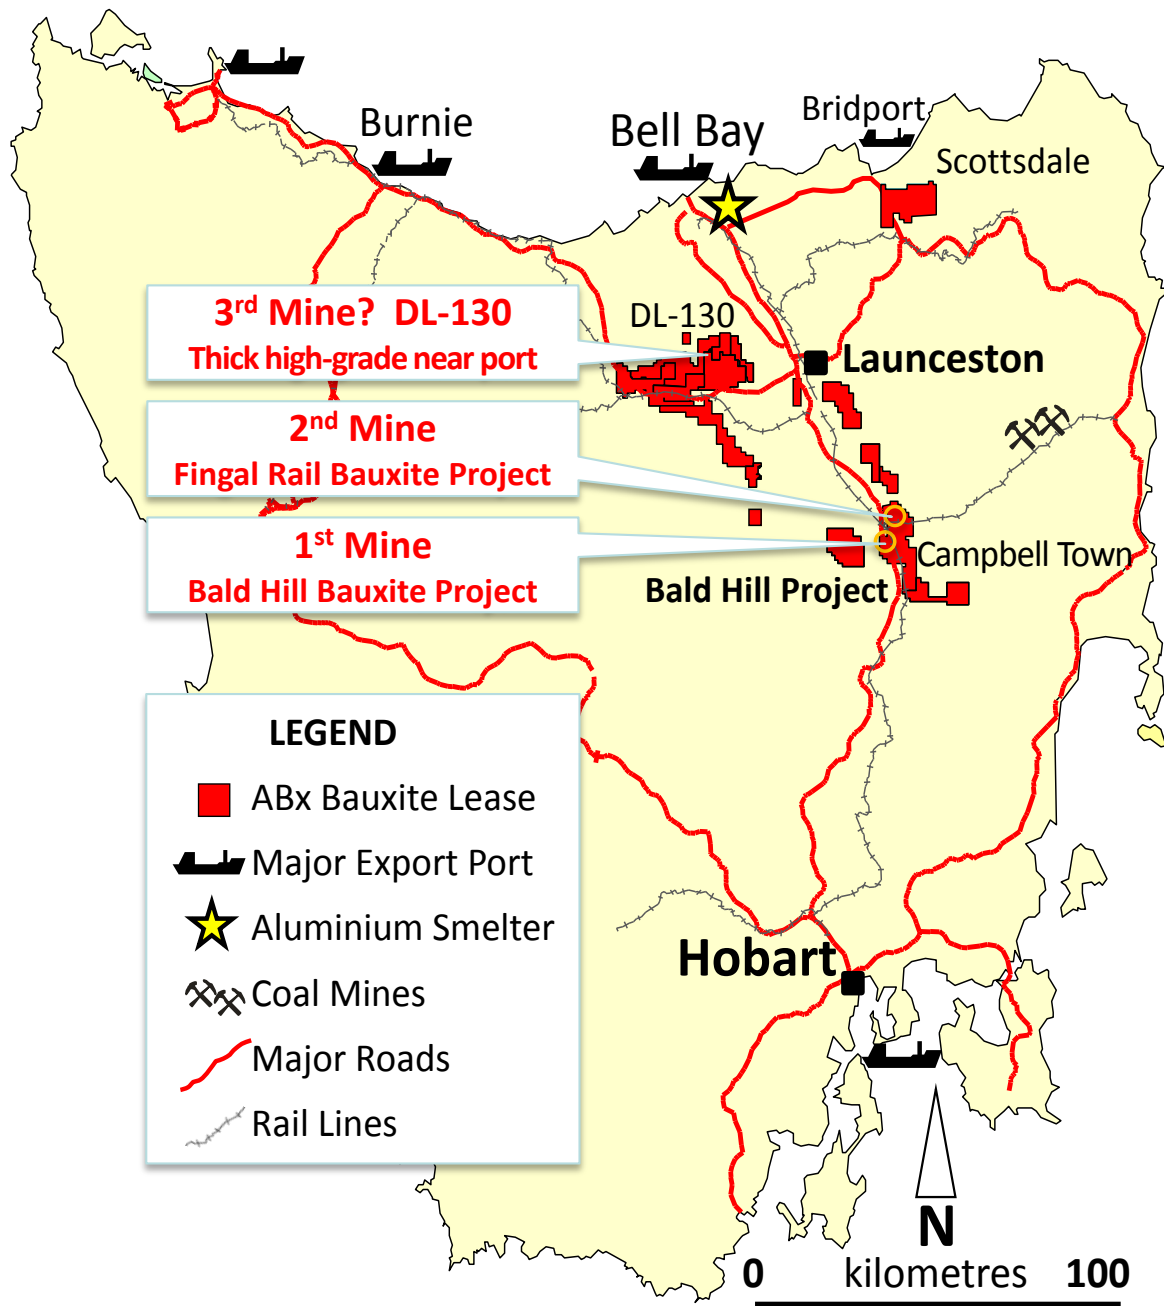 Burnie
Bell Bay
Bridport
Scottsdale
3rd Mine? DL-130
Thick high-grade near port
DL-130
Launceston
2nd Mine
Fingal Rail Bauxite Project
1st Mine
Bald Hill Bauxite Project
Campbell Town
Bald Hill Project
LEGEND
ABx Bauxite Lease
Major Export Port
Aluminium Smelter
Coal Mines
Major Roads
Rail Lines
Hobart
N
0 kilometres 100